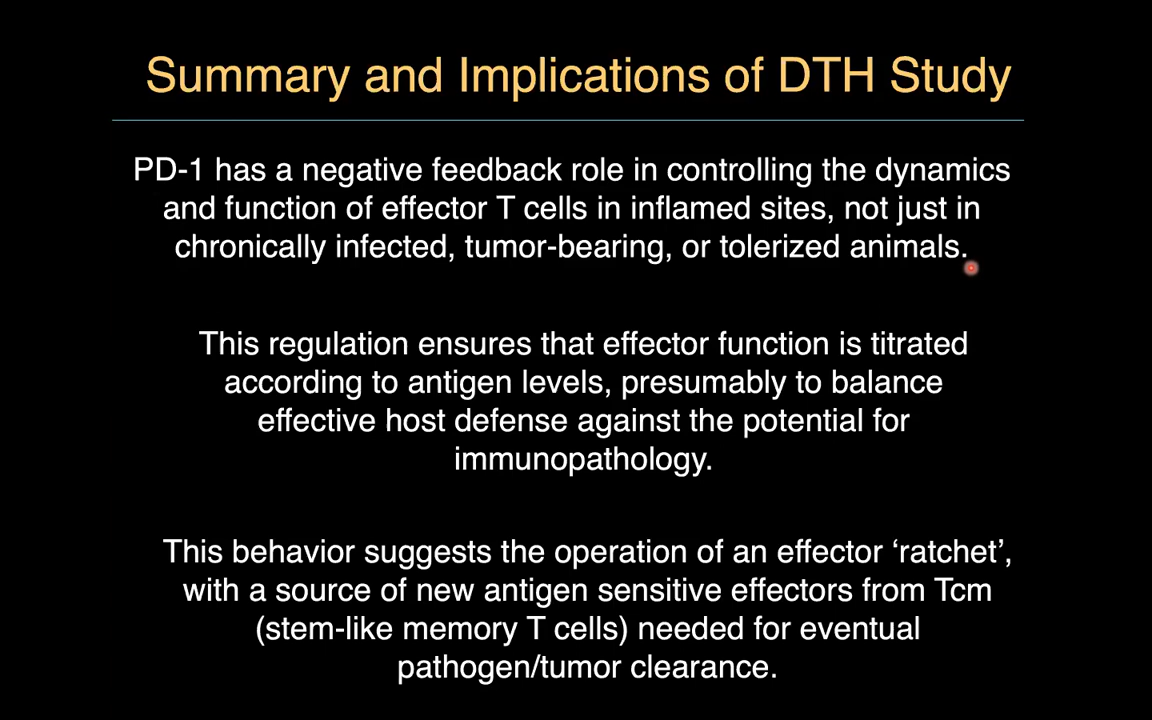 Summary and Implications of DTH Study
PD-1 has a negative feedback role in controlling the dynamics
and function of effector T cells in inflamed sites, not just in
chronically infected, tumor-bearing, or tolerized animals.
This regulation ensures that effector function is titrated
according to antigen levels, presumably to balance
effective host defense against the potential for
immunopathology.
This behavior suggests the operation of an effector ‘ratchet’,
with a source of new antigen sensitive effectors from Tcm
(stem-like memory T cells) needed for eventual
pathogen/tumor clearance.